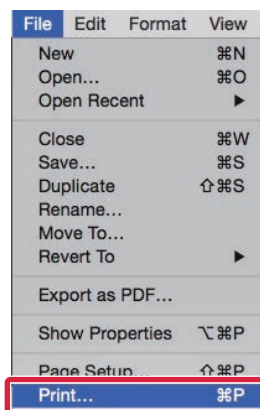 File Edit Format View
New ⌘N
Open... ⌘O
Open Recent ▶
Close ⌘W
Save... ⌘S
Duplicate ⇧⌘S
Rename...
Move To...
Revert To ▶
Export as PDF...
Show Properties ⌥⌘P
Page Setup... ⇧⌘P
Print... ⌘P